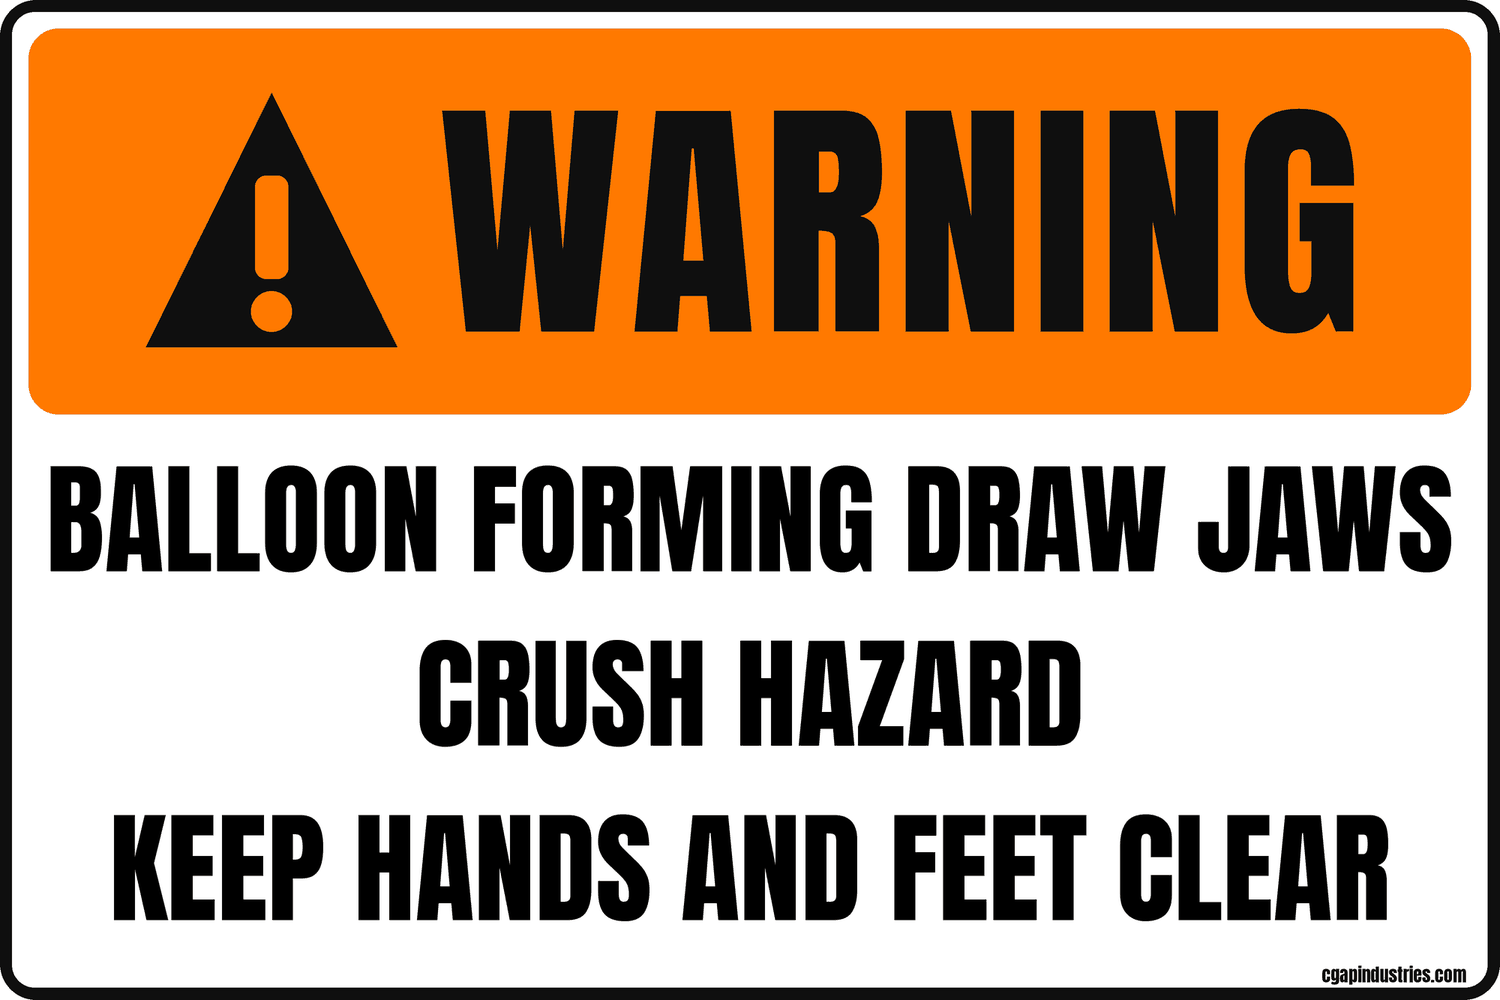 WARNING
BALLOON FORMING DRAW JAWS
CRUSH HAZARD
KEEP HANDS AND FEET CLEAR
cgapindustries.com